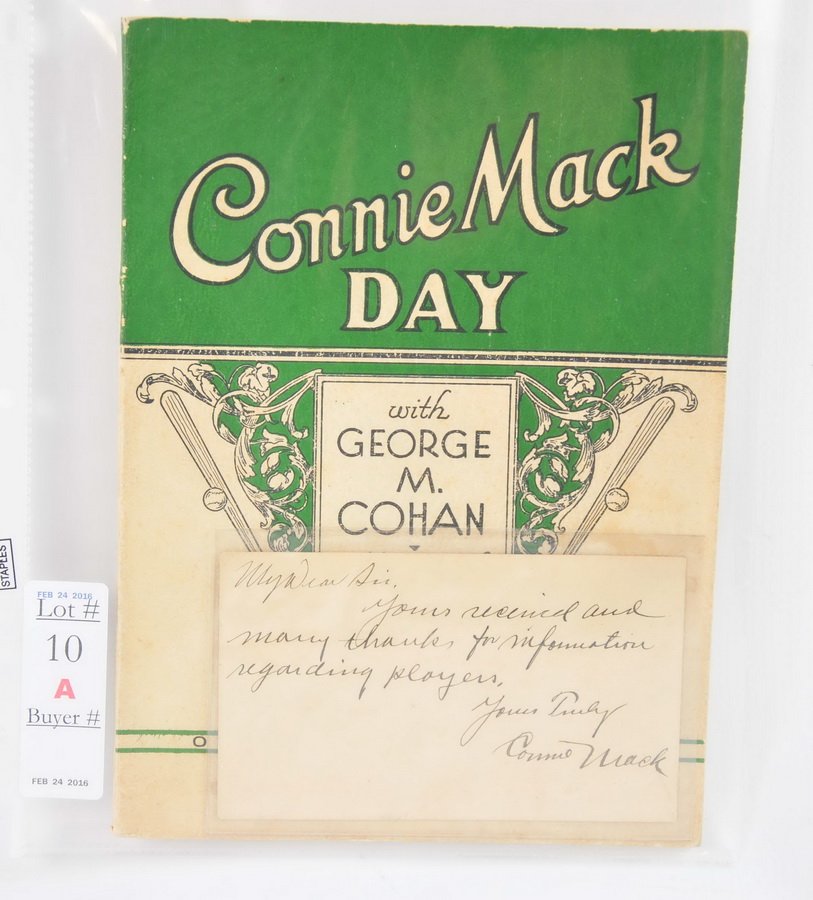 Connie Mack
DAY
with
GEORGE
M.
COHAN
My Dear Sir,
Yours received and
many thanks for information
regarding players.
Yours Truly
Connie Mack
O
STAPLES
FEB 24 2016
Lot #
10
A
Buyer #
FEB 24 2016